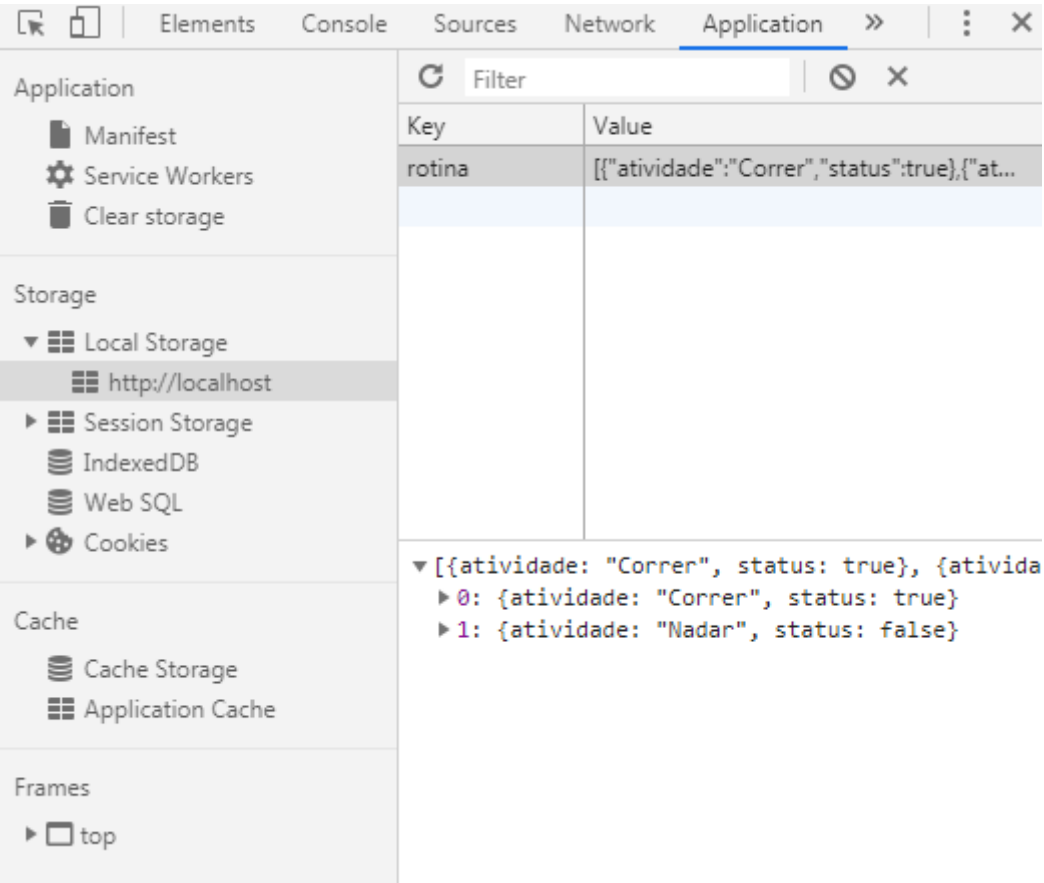 Elements Console Sources Network Application »
Application
Manifest
Service Workers
Clear storage
Storage
Local Storage
http://localhost
Session Storage
IndexedDB
Web SQL
Cookies
Cache
Cache Storage
Application Cache
Frames
top
Filter
Key Value
rotina [{"atividade":"Correr","status":true},{"at...
[{atividade: "Correr", status: true}, {ativida
0: {atividade: "Correr", status: true}
1: {atividade: "Nadar", status: false}